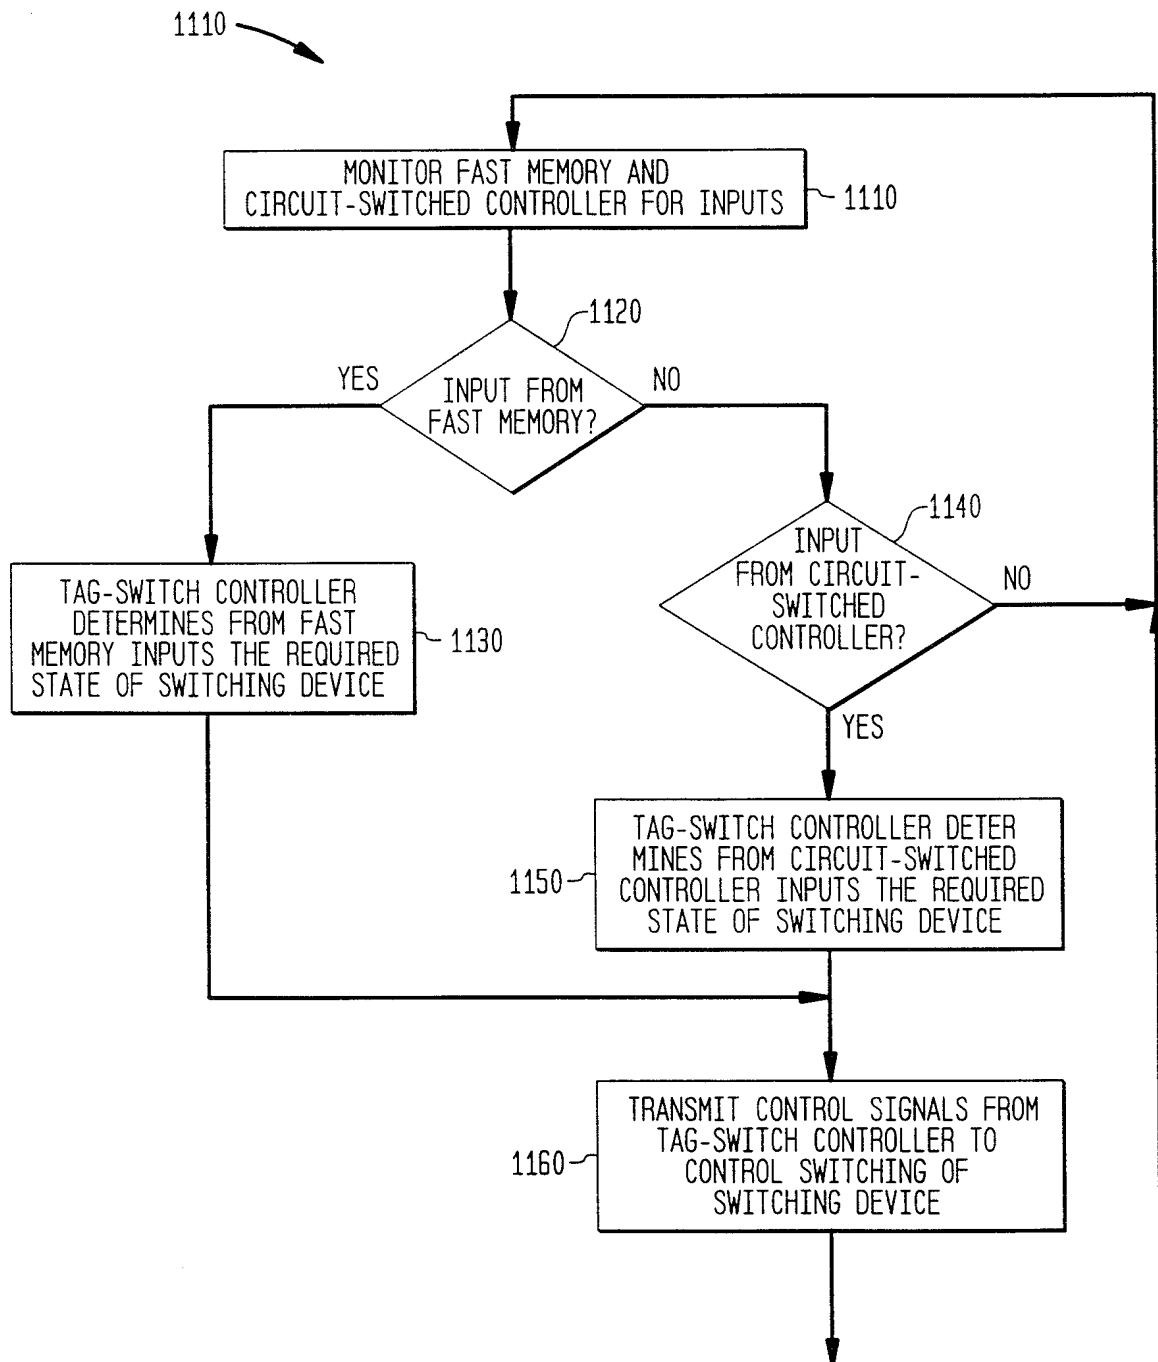 1110
MONITOR FAST MEMORY AND
CIRCUIT-SWITCHED CONTROLLER FOR INPUTS
1110
1120
YES
NO
INPUT FROM
FAST MEMORY?
1140
INPUT
FROM CIRCUIT-
SWITCHED
CONTROLLER?
NO
YES
TAG-SWITCH CONTROLLER
DETERMINES FROM FAST
MEMORY INPUTS THE REQUIRED
STATE OF SWITCHING DEVICE
1130
TAG-SWITCH CONTROLLER DETER
MINES FROM CIRCUIT-SWITCHED
CONTROLLER INPUTS THE REQUIRED
STATE OF SWITCHING DEVICE
1150
TRANSMIT CONTROL SIGNALS FROM
TAG-SWITCH CONTROLLER TO
CONTROL SWITCHING OF
SWITCHING DEVICE
1160